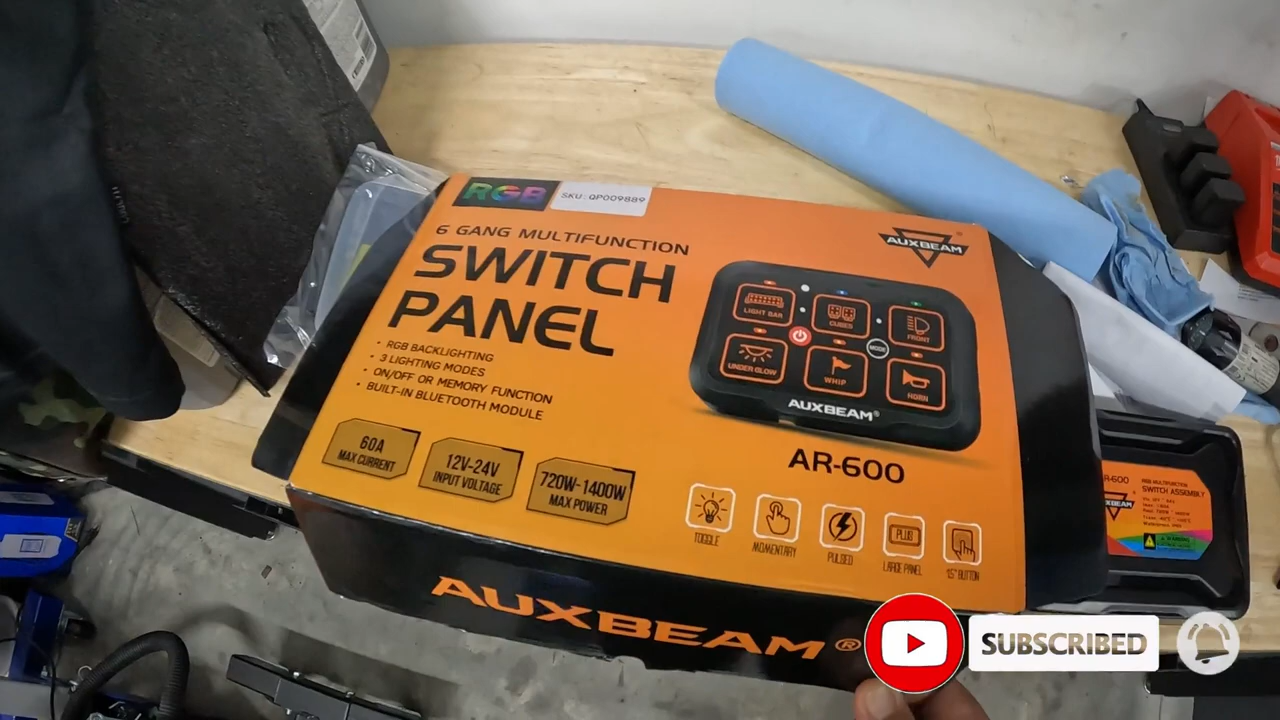 RGB
SKU: QP009889
6 GANG MULTIFUNCTION
SWITCH
PANEL
• RGB BACKLIGHTING
• 3 LIGHTING MODES
• ON/OFF OR MEMORY FUNCTION
• BUILT-IN BLUETOOTH MODULE
60A
MAX CURRENT
12V-24V
INPUT VOLTAGE
720W-1400W
MAX POWER
AUXBEAM
LIGHT BAR
CUBES
FRONT
MODE
UNDER GLOW
WHIP
HORN
AUXBEAM®
AR-600
TOGGLE
MOMENTARY
PULSED
PLUS
LARGE PANEL
1.5" BUTTON
AUXBEAM®
SWITCH ASSEMBLY
WARNING
SUBSCRIBED